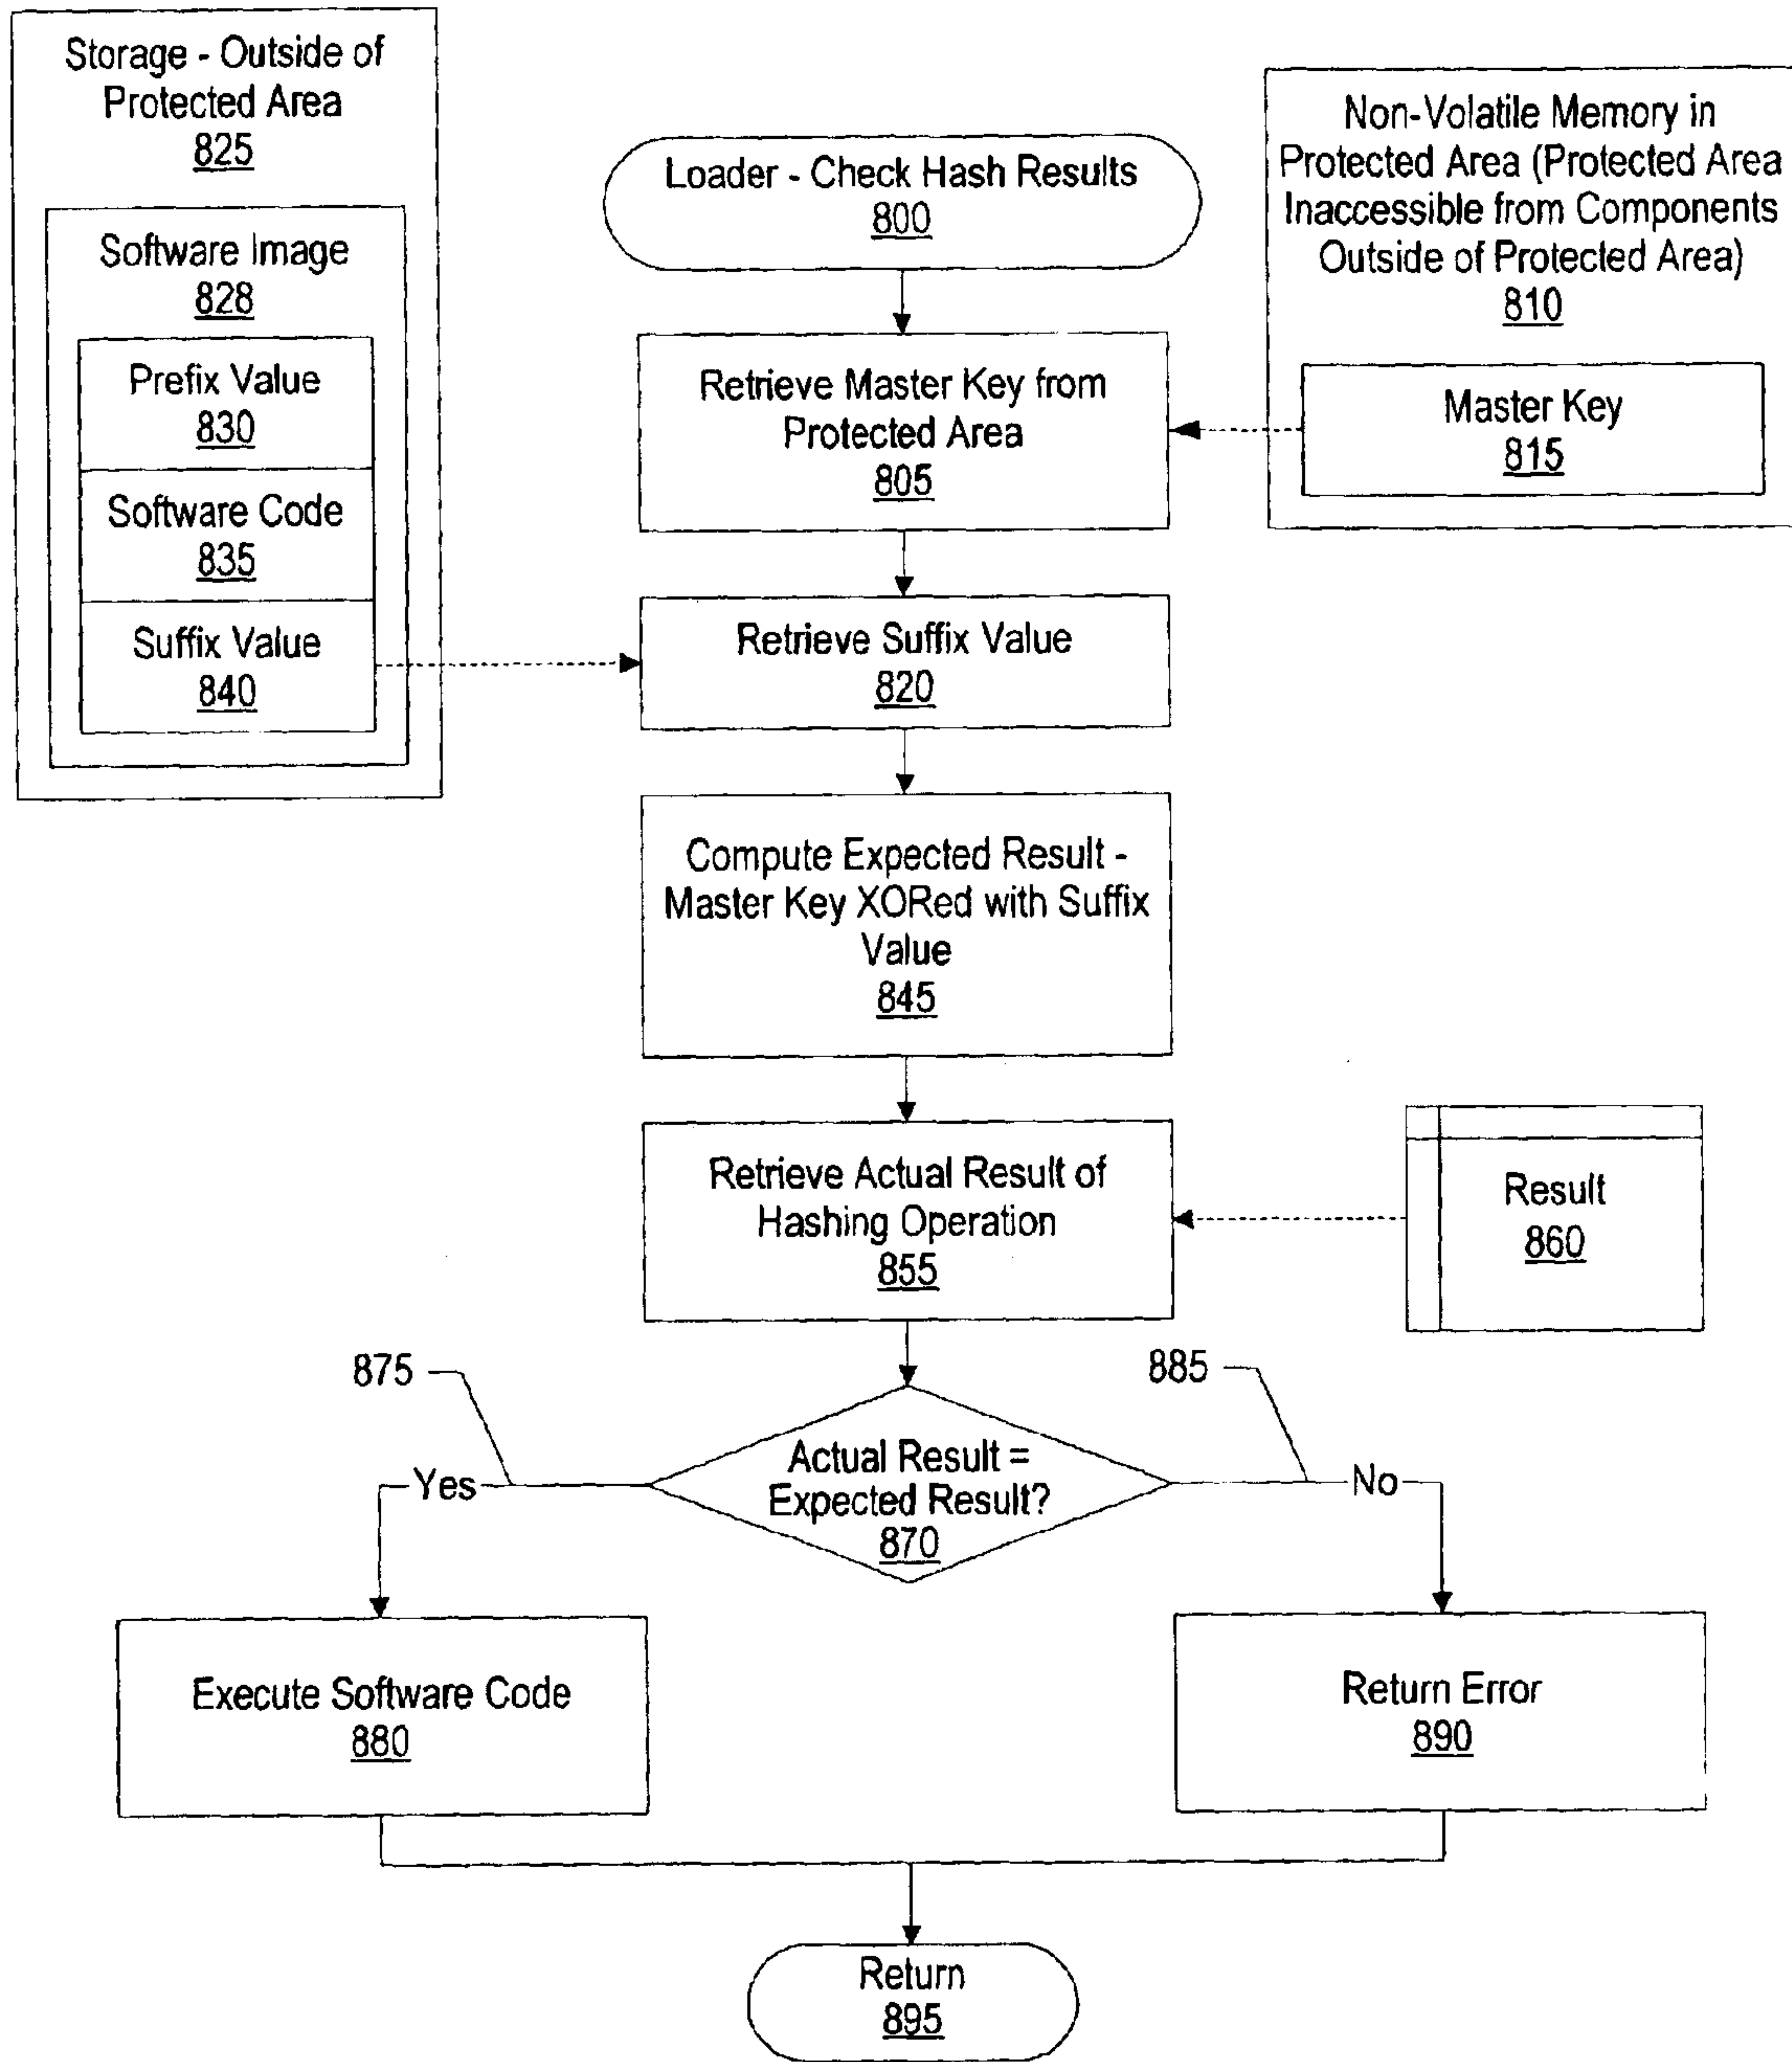 Storage - Outside of
Protected Area
825
Software Image
828
Prefix Value
830
Software Code
835
Suffix Value
840
Loader - Check Hash Results
800
Non-Volatile Memory in
Protected Area (Protected Area
Inaccessible from Components
Outside of Protected Area)
810
Master Key
815
Retrieve Master Key from
Protected Area
805
Retrieve Suffix Value
820
Compute Expected Result -
Master Key XORed with Suffix
Value
845
Retrieve Actual Result of
Hashing Operation
855
Result
860
875
885
Actual Result =
Expected Result?
870
Yes
No
Execute Software Code
880
Return Error
890
Return
895